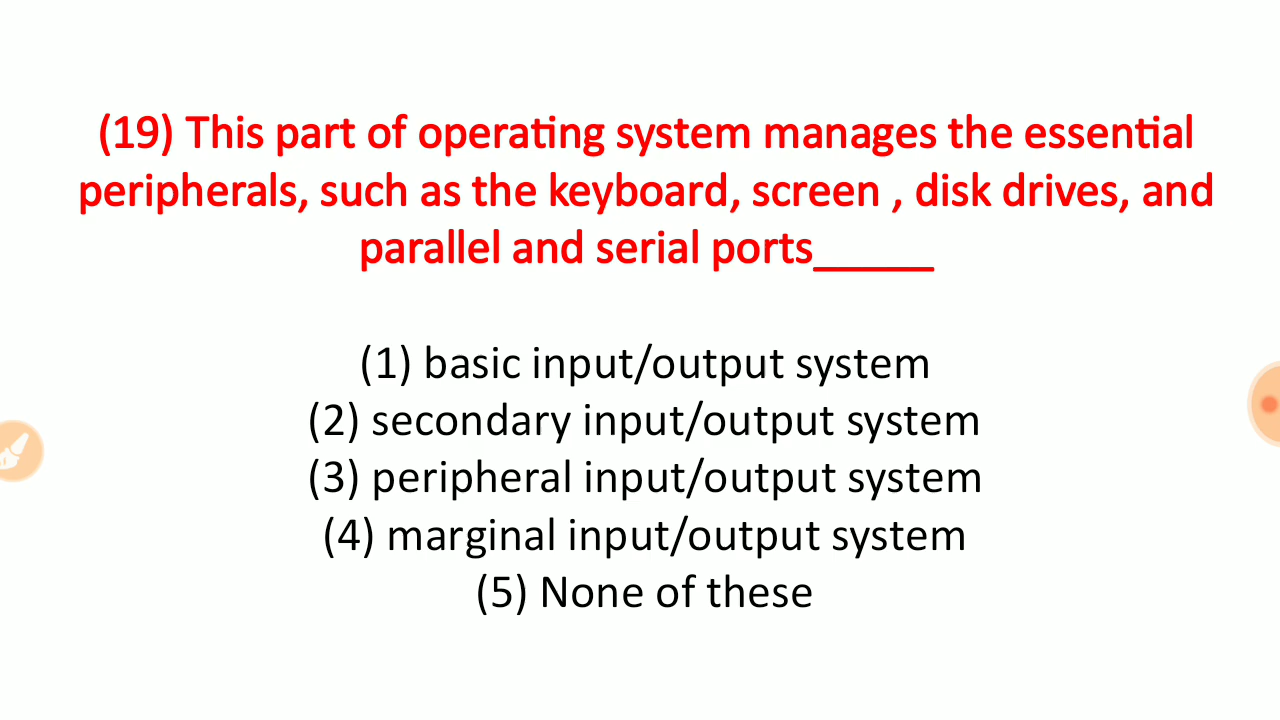 (19) This part of operating system manages the essential
peripherals, such as the keyboard, screen , disk drives, and
parallel and serial ports_____
(1) basic input/output system
(2) secondary input/output system
(3) peripheral input/output system
(4) marginal input/output system
(5) None of these